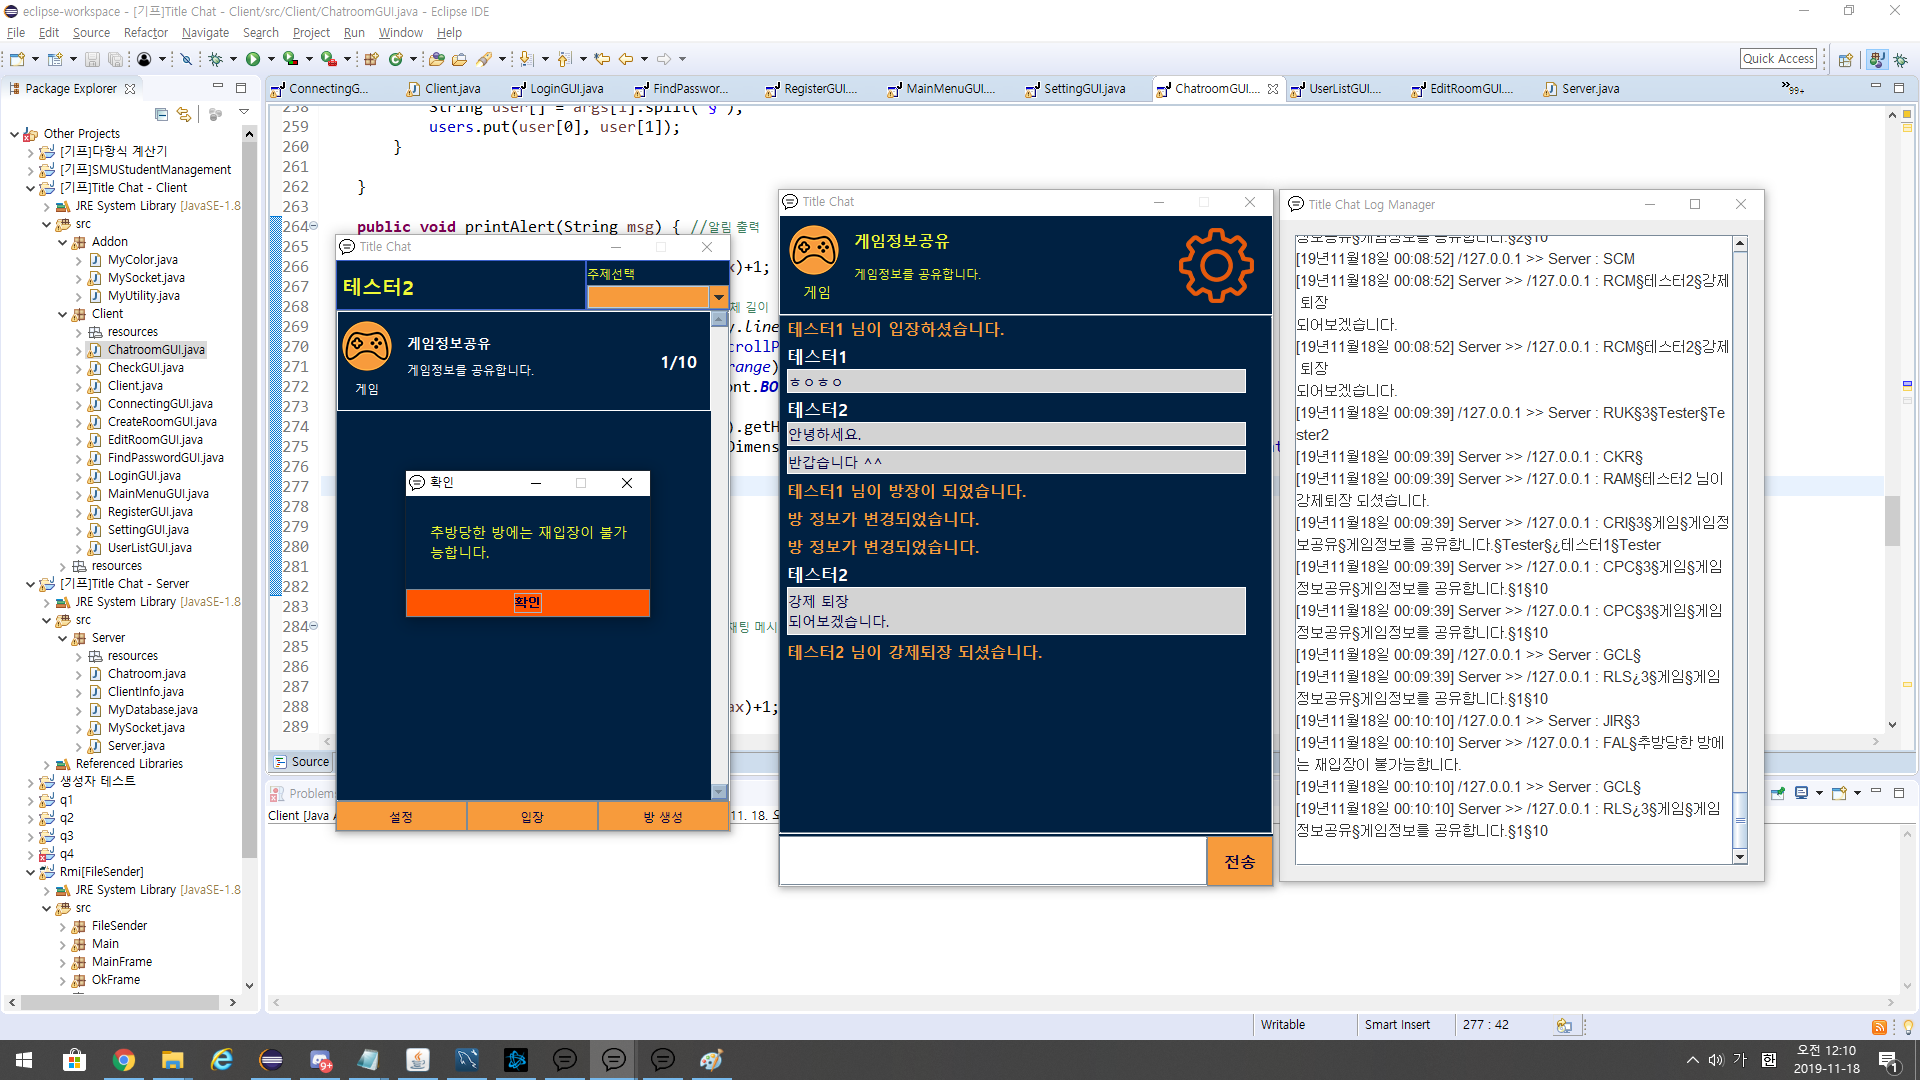 eclipse-workspace - [기프]Title Chat - Client/src/Client/ChatroomGUI.java - Eclipse IDE
File Edit Source Refactor Navigate Search Project Run Window Help
Quick Access
Package Explorer
ConnectingG... Client.java LoginGUI.java FindPasswor... RegisterGUI.... MainMenuGUI.... SettingGUI.java ChatroomGUI.... UserListGUI.... EditRoomGUI.... Server.java 99+
Other Projects
[기프]다항식 계산기
[기프]SMUStudentManagement
[기프]Title Chat - Client
JRE System Library [JavaSE-1.8
src
Addon
MyColor.java
MySocket.java
MyUtility.java
Client
resources
ChatroomGUI.java
CheckGUI.java
Client.java
ConnectingGUI.java
CreateRoomGUI.java
EditRoomGUI.java
FindPasswordGUI.java
LoginGUI.java
MainMenuGUI.java
RegisterGUI.java
SettingGUI.java
UserListGUI.java
resources
[기프]Title Chat - Server
JRE System Library [JavaSE-1.8
src
Server
resources
Chatroom.java
ClientInfo.java
MyDatabase.java
MySocket.java
Server.java
Referenced Libraries
생성자 테스트
q1
q2
q3
q4
Rmi[FileSender]
JRE System Library [JavaSE-1.8
src
FileSender
Main
MainFrame
OkFrame
258 String user[] = args[i].split("§");
259 users.put(user[0], user[1]);
260 }
261
262 }
263
264 public void printAlert(String msg) { //알림 출력
265
266 x)+1;
267
268 제 길이
269 y.line
270 crollP
271 range)
272 ont.BO
273
274 ).getH
275 Dimens
276
277
278
279
280
281
282
283
284 채팅 메시
285
286
287
288 ax)+1;
289
Source
Problem
Client [Java A
11. 18. 오
Title Chat
테스터2
주제선택
게임
게임정보공유
게임정보를 공유합니다.
1/10
확인
추방당한 방에는 재입장이 불가
능합니다.
확인
설정 입장 방 생성
Title Chat
게임
게임정보공유
게임정보를 공유합니다.
테스터1 님이 입장하셨습니다.
테스터1
ㅎㅇㅎㅇ
테스터2
안녕하세요.
반갑습니다 ^^
테스터1 님이 방장이 되었습니다.
방 정보가 변경되었습니다.
방 정보가 변경되었습니다.
테스터2
강제 퇴장
되어보겠습니다.
테스터2 님이 강제퇴장 되셨습니다.
전송
Title Chat Log Manager
정보공유§게임정보를 공유합니다.§2§10
[19년11월18일 00:08:52] /127.0.0.1 >> Server : SCM
[19년11월18일 00:08:52] Server >> /127.0.0.1 : RCM§테스터2§강제
퇴장
되어보겠습니다.
[19년11월18일 00:08:52] Server >> /127.0.0.1 : RCM§테스터2§강제
퇴장
되어보겠습니다.
[19년11월18일 00:09:39] /127.0.0.1 >> Server : RUK§3§Tester§Te
ster2
[19년11월18일 00:09:39] Server >> /127.0.0.1 : CKR§
[19년11월18일 00:09:39] Server >> /127.0.0.1 : RAM§테스터2 님이
강제퇴장 되셨습니다.
[19년11월18일 00:09:39] Server >> /127.0.0.1 : CRI§3§게임§게임정
보공유§게임정보를 공유합니다.§Tester§¿테스터1§Tester
[19년11월18일 00:09:39] Server >> /127.0.0.1 : CPC§3§게임§게임
정보공유§게임정보를 공유합니다.§1§10
[19년11월18일 00:09:39] Server >> /127.0.0.1 : CPC§3§게임§게임
정보공유§게임정보를 공유합니다.§1§10
[19년11월18일 00:09:39] Server >> /127.0.0.1 : GCL§
[19년11월18일 00:09:39] Server >> /127.0.0.1 : RLS¿3§게임§게임
정보공유§게임정보를 공유합니다.§1§10
[19년11월18일 00:10:10] /127.0.0.1 >> Server : JIR§3
[19년11월18일 00:10:10] Server >> /127.0.0.1 : FAL§추방당한 방에
는 재입장이 불가능합니다.
[19년11월18일 00:10:10] /127.0.0.1 >> Server : GCL§
[19년11월18일 00:10:10] Server >> /127.0.0.1 : RLS¿3§게임§게임
정보공유§게임정보를 공유합니다.§1§10
Writable Smart Insert 277 : 42
9+
가
오전 12:10
2019-11-18
1